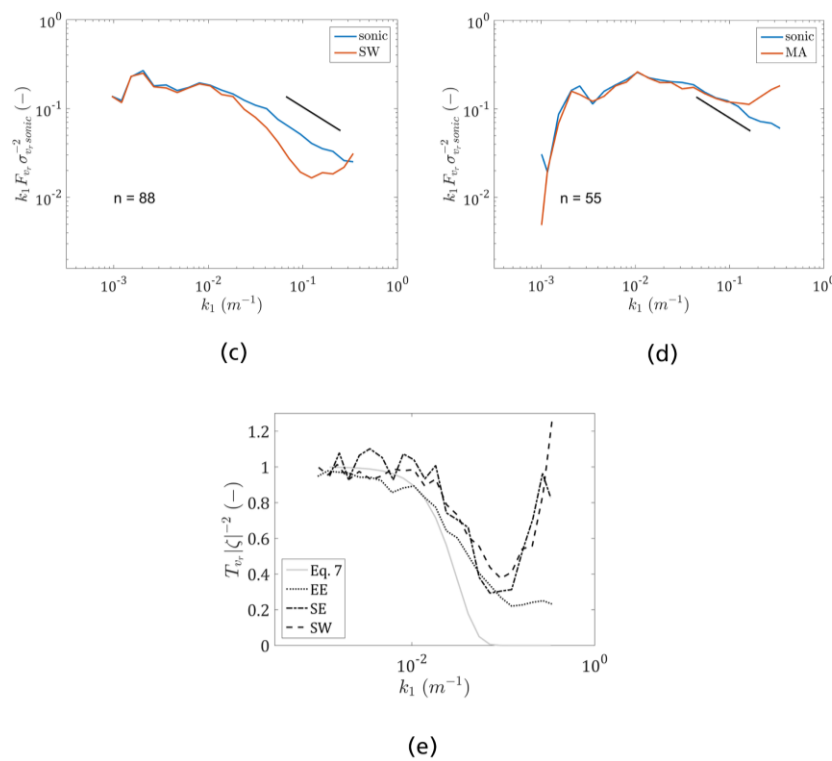 10^0
10^-1
10^-2
k_1 F_{v_r} σ_{v_r sonic}^{-2} (−)
sonic
SW
n = 88
10^-3
10^-2
10^-1
10^0
k_1 (m^{-1})
(c)
10^0
10^-1
10^-2
k_1 F_{v_r} σ_{v_r sonic}^{-2} (−)
sonic
MA
n = 55
10^-3
10^-2
10^-1
10^0
k_1 (m^{-1})
(d)
1.2
1
0.8
0.6
0.4
0.2
0
T_{v_r} |ζ|^{-2} (−)
Eq. 7
EE
SE
SW
10^-2
10^0
k_1 (m^{-1})
(e)